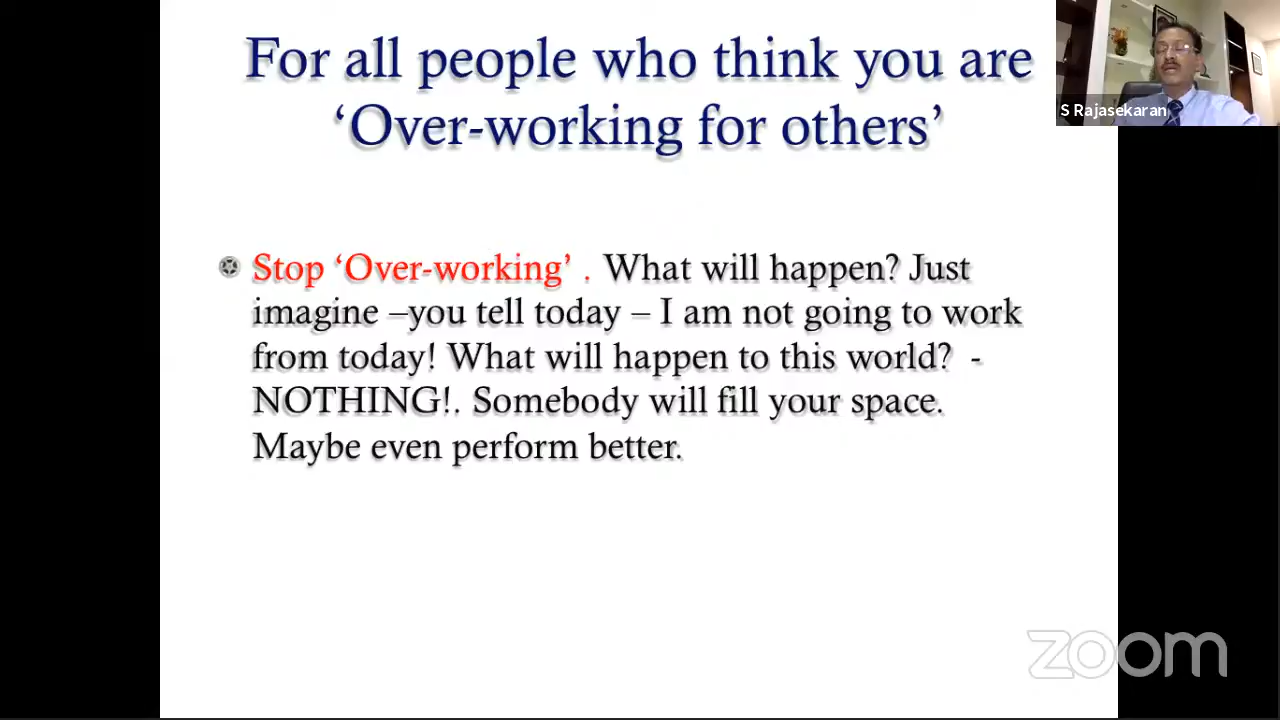 For all people who think you are
‘Over-working for others’
S Rajasekaran
Stop ‘Over-working’ . What will happen? Just
imagine –you tell today – I am not going to work
from today! What will happen to this world?  -
NOTHING!. Somebody will fill your space.
Maybe even perform better.
zoom